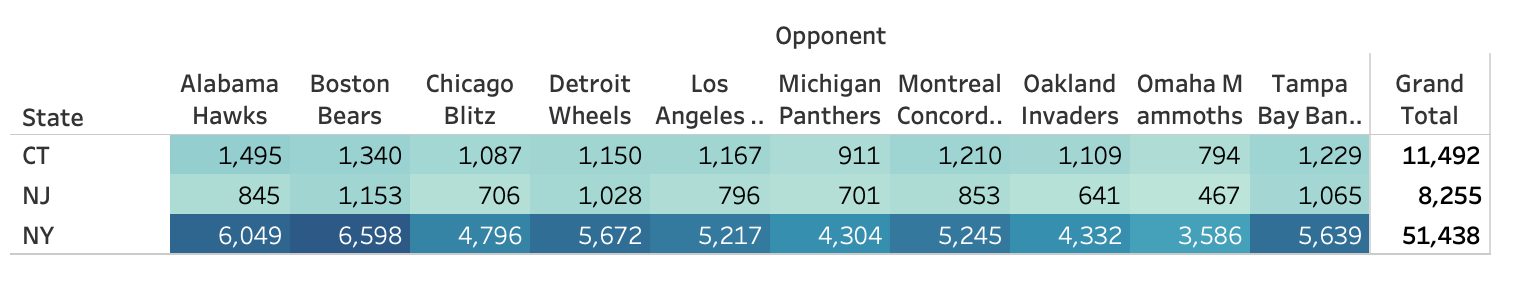 Opponent
Alabama Boston Chicago Detroit Los Michigan Montreal Oakland Omaha M Tampa Grand
State Hawks Bears Blitz Wheels Angeles .. Panthers Concord.. Invaders ammoths Bay Ban.. Total
CT 1,495 1,340 1,087 1,150 1,167 911 1,210 1,109 794 1,229 11,492
NJ 845 1,153 706 1,028 796 701 853 641 467 1,065 8,255
NY 6,049 6,598 4,796 5,672 5,217 4,304 5,245 4,332 3,586 5,639 51,438